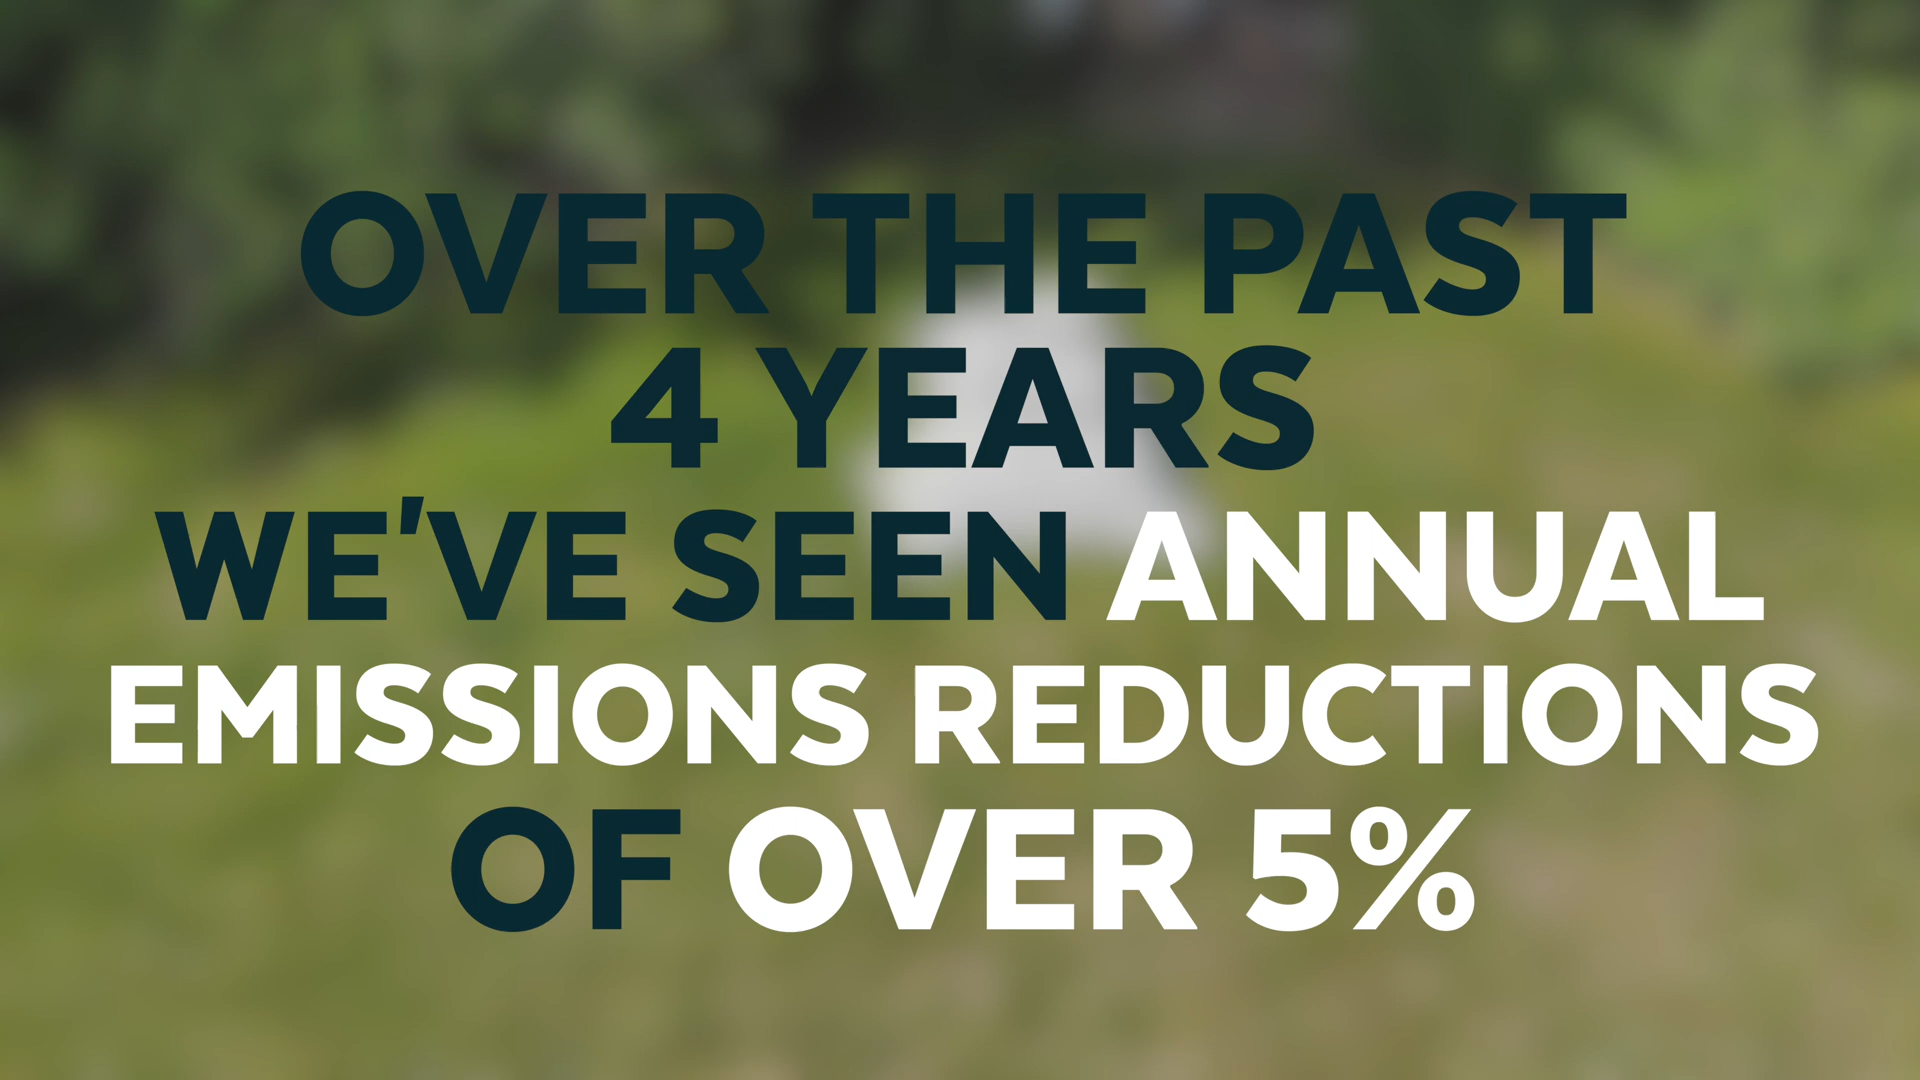 OVER THE PAST
4 YEARS
WE'VE SEEN ANNUAL
EMISSIONS REDUCTIONS
OF OVER 5%